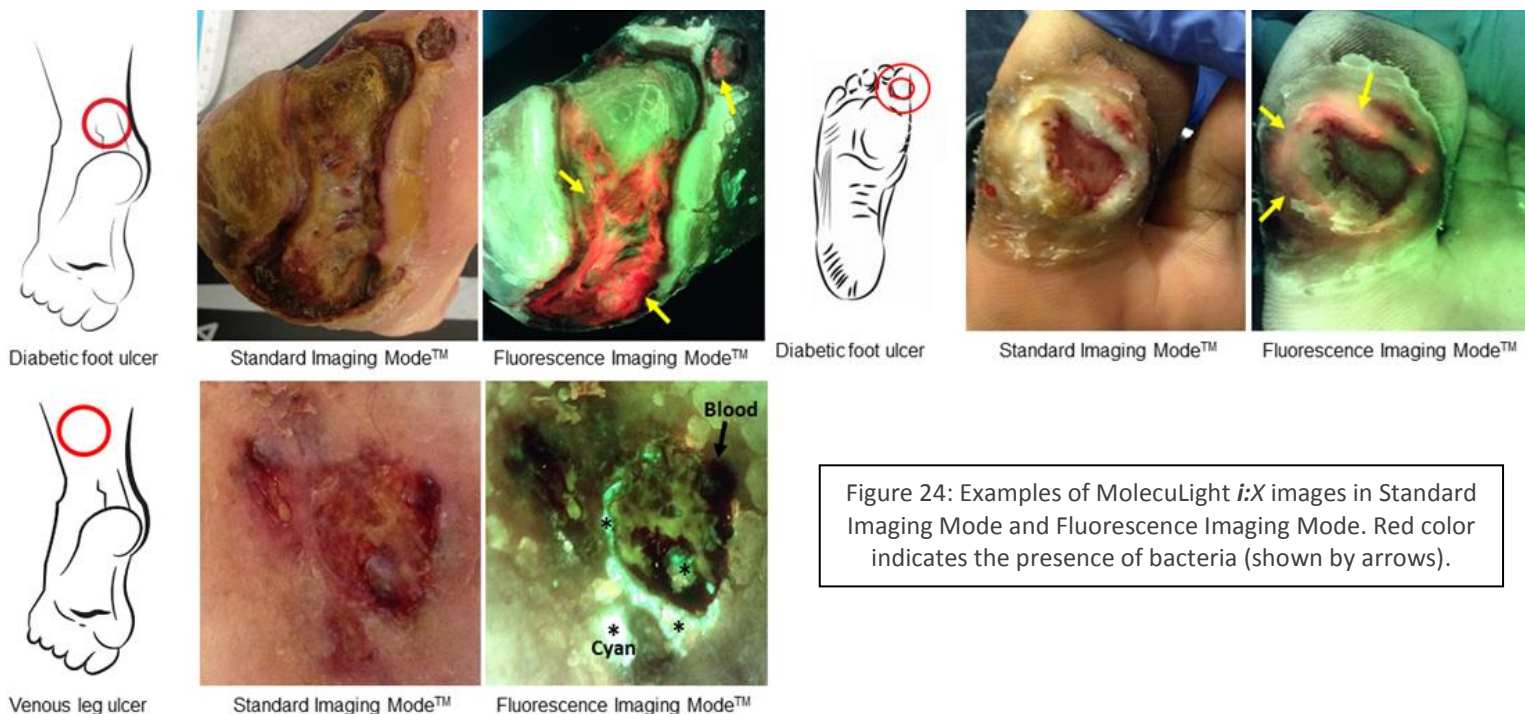 Diabetic foot ulcer
Standard Imaging Mode™
Fluorescence Imaging Mode™
Diabetic foot ulcer
Standard Imaging Mode™
Fluorescence Imaging Mode™
Blood
*
*
*
*
Cyan
Venous leg ulcer
Standard Imaging Mode™
Fluorescence Imaging Mode™
Figure 24: Examples of MolecuLight i:X images in Standard
Imaging Mode and Fluorescence Imaging Mode. Red color
indicates the presence of bacteria (shown by arrows).